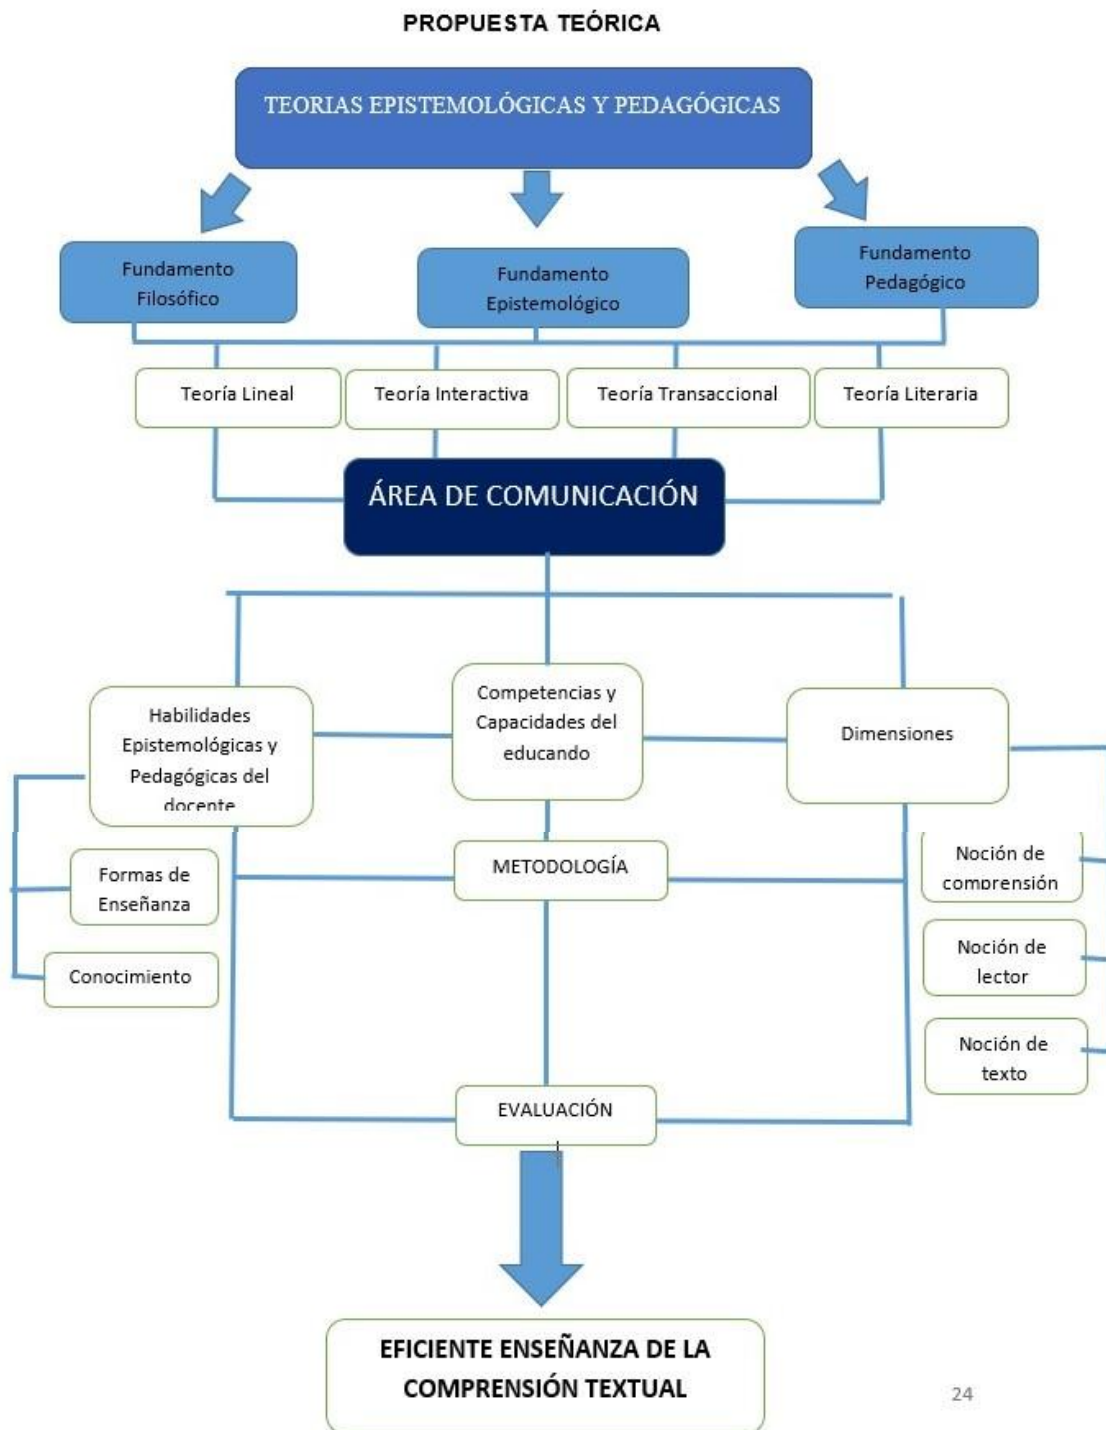 PROPUESTA TEÓRICA
TEORIAS EPISTEMOLÓGICAS Y PEDAGÓGICAS
Fundamento
Filosófico
Fundamento
Epistemológico
Fundamento
Pedagógico
Teoría Lineal
Teoría Interactiva
Teoría Transaccional
Teoría Literaria
ÁREA DE COMUNICACIÓN
Habilidades
Epistemológicas y
Pedagógicas del
docente
Competencias y
Capacidades del
educando
Dimensiones
METODOLOGÍA
Formas de
Enseñanza
Conocimiento
Noción de
comprensión
Noción de
lector
Noción de
texto
EVALUACIÓN
EFICIENTE ENSEÑANZA DE LA
COMPRENSIÓN TEXTUAL
24